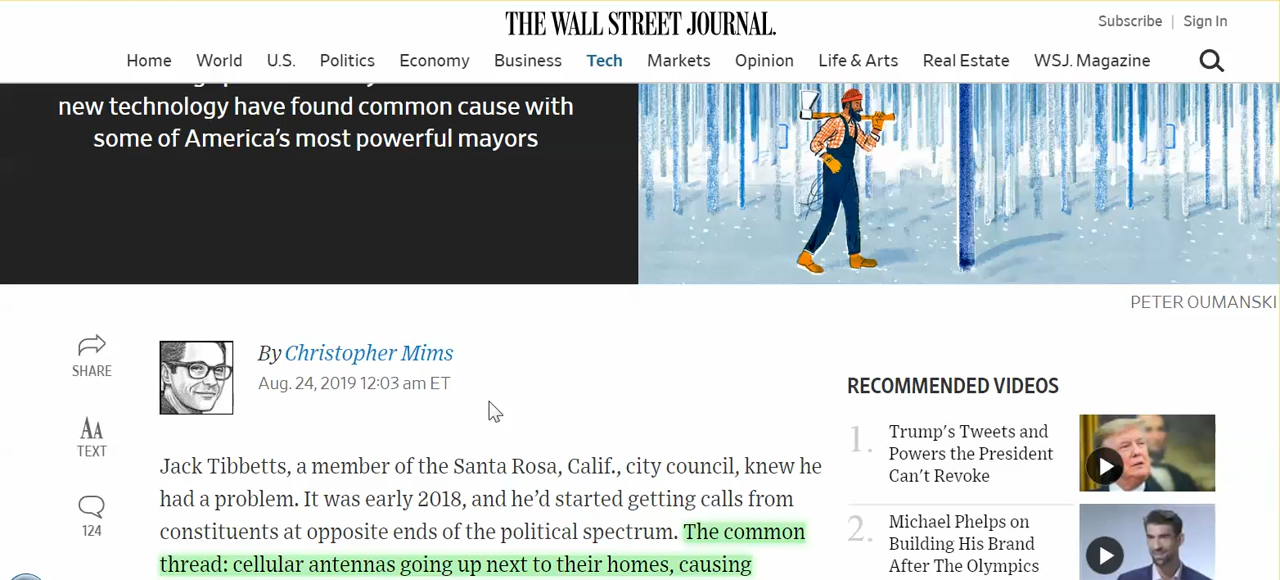 THE WALL STREET JOURNAL.
Subscribe | Sign In
Home World U.S. Politics Economy Business Tech Markets Opinion Life & Arts Real Estate WSJ. Magazine
new technology have found common cause with
some of America's most powerful mayors
PETER OUMANSKI
SHARE
By Christopher Mims
Aug. 24, 2019 12:03 am ET
AA
TEXT
124
Jack Tibbetts, a member of the Santa Rosa, Calif., city council, knew he
had a problem. It was early 2018, and he'd started getting calls from
constituents at opposite ends of the political spectrum. The common
thread: cellular antennas going up next to their homes, causing
RECOMMENDED VIDEOS
1. Trump's Tweets and
Powers the President
Can't Revoke
2. Michael Phelps on
Building His Brand
After The Olympics